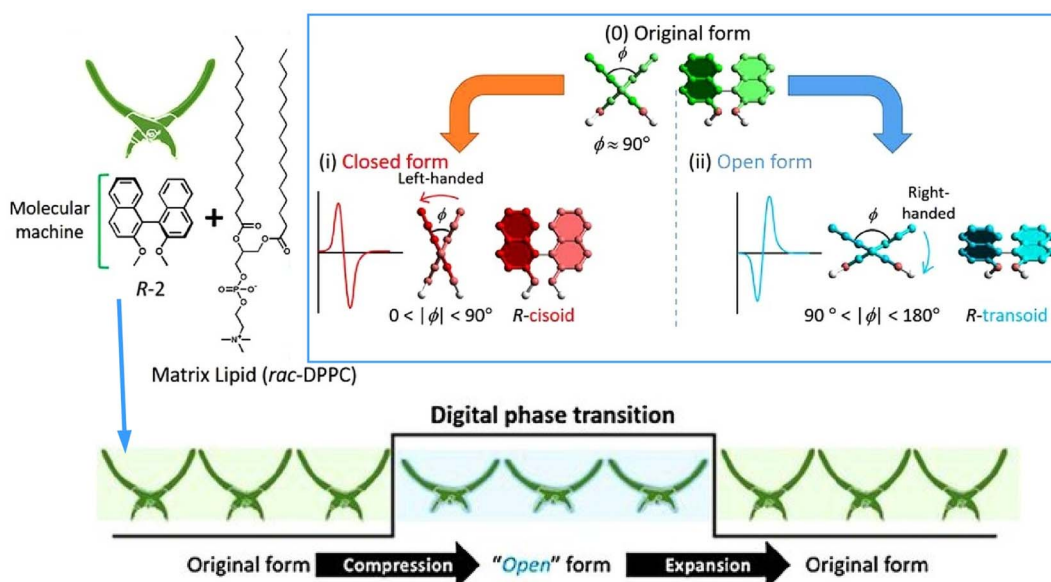 (0) Original form
ϕ
ϕ ≈ 90°
(i) Closed form
Left-handed
ϕ
0 < |ϕ| < 90°
R-cisoid
(ii) Open form
Right-
handed
ϕ
90 ° < |ϕ| < 180°
R-transoid
Molecular
machine
R-2
+
O
O
O
O
O
O
O
O=P-O⁻
O
N⁺
Matrix Lipid (rac-DPPC)
Digital phase transition
Original form
Compression
"Open" form
Expansion
Original form